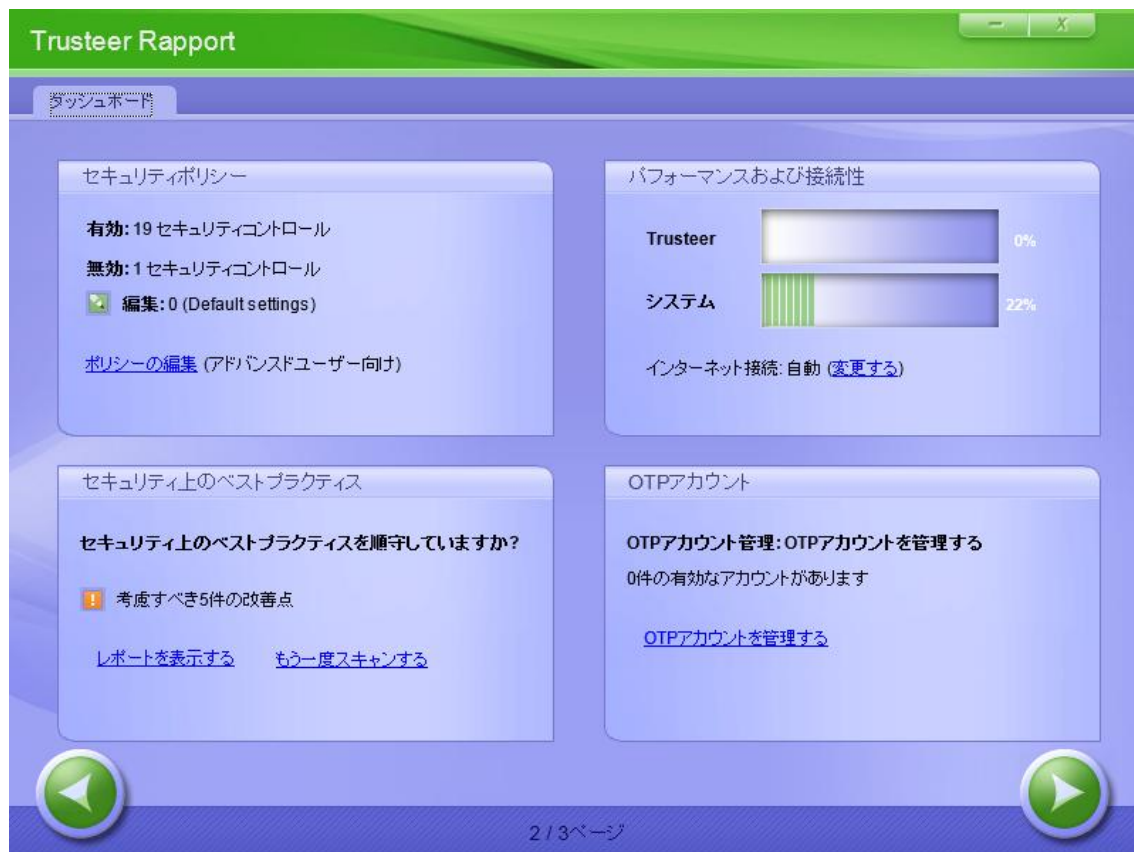 Trusteer Rapport
ダッシュボード
セキュリティポリシー
有効: 19 セキュリティコントロール
無効: 1 セキュリティコントロール
編集: 0 (Default settings)
ポリシーの編集 (アドバンスドユーザー向け)
パフォーマンスおよび接続性
Trusteer 0%
システム 22%
インターネット接続: 自動 (変更する)
セキュリティ上のベストプラクティス
セキュリティ上のベストプラクティスを順守していますか?
考慮すべき5件の改善点
レポートを表示する もう一度スキャンする
OTPアカウント
OTPアカウント管理: OTPアカウントを管理する
0件の有効なアカウントがあります
OTPアカウントを管理する
2 / 3ページ